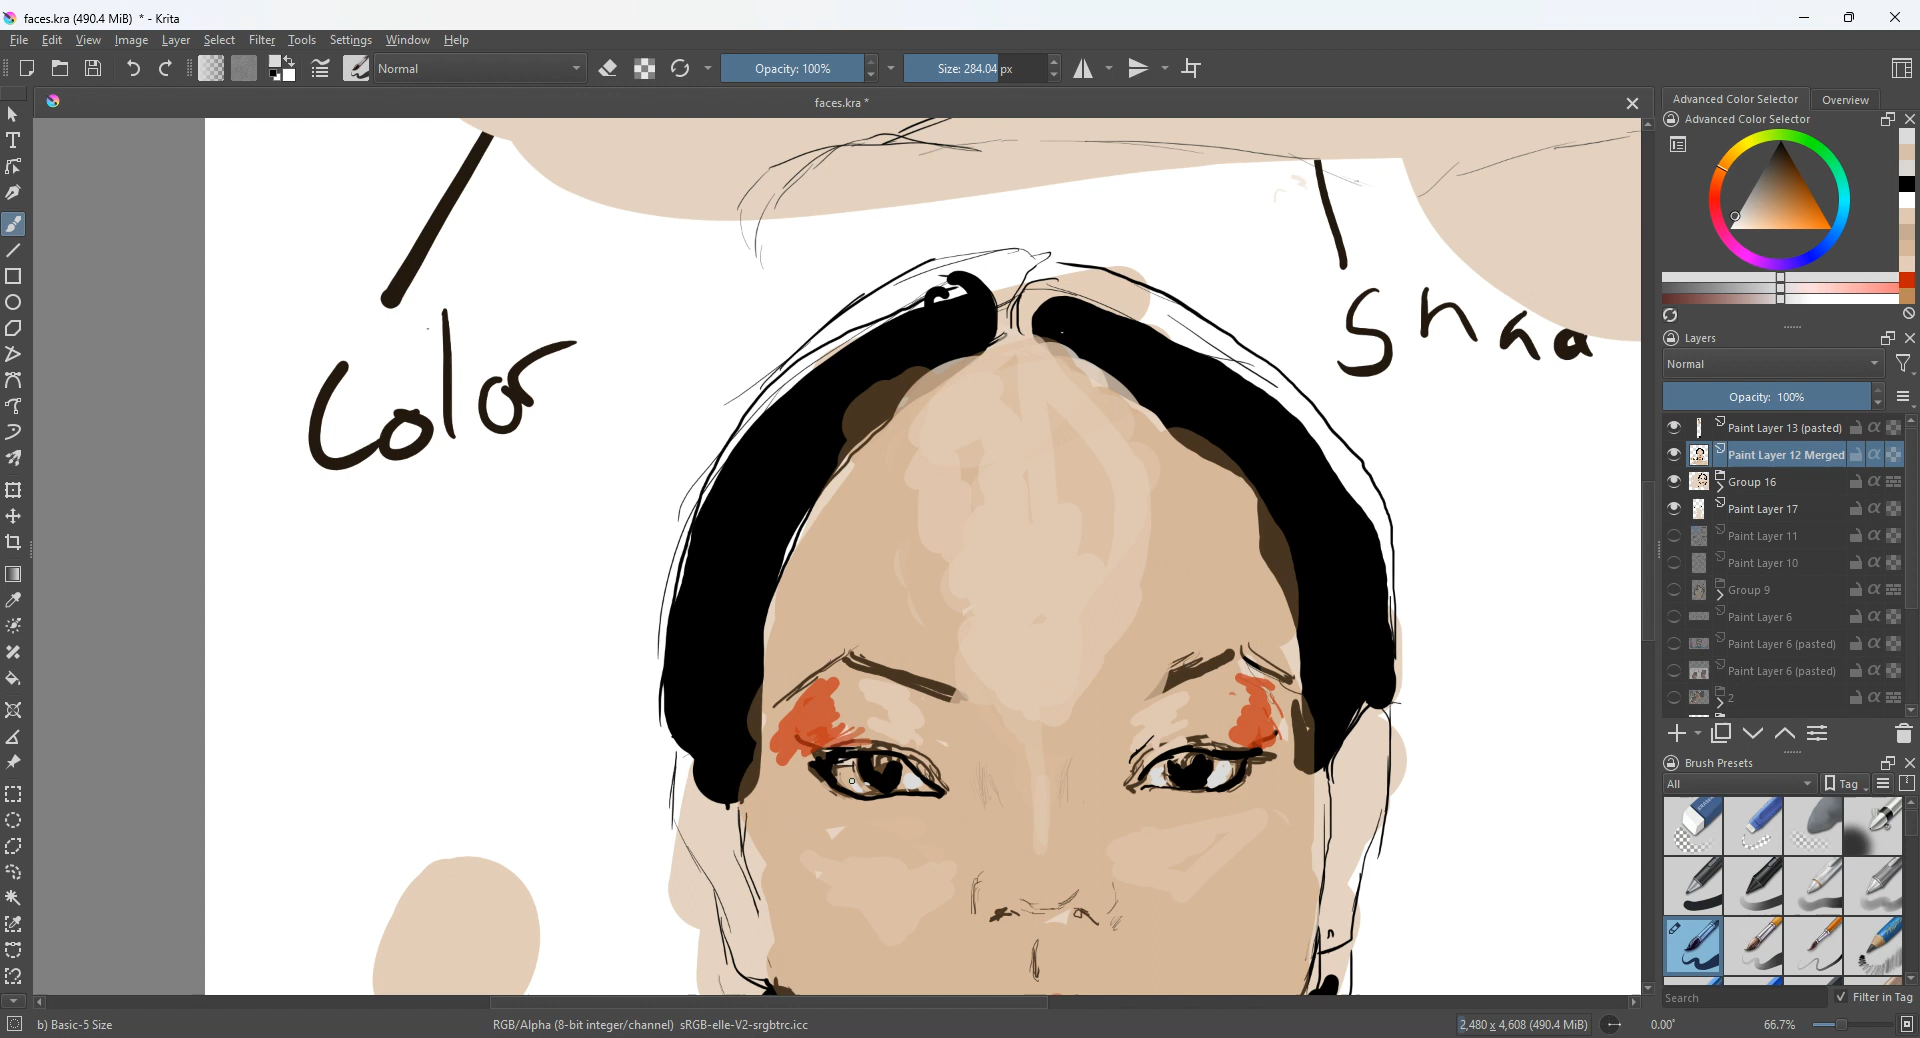 faces.kra (490.4 MiB) * - Krita
File Edit View Image Layer Select Filter Tools Settings Window Help
Normal
Opacity: 100%
Size: 284.04 px
faces.kra *
Advanced Color Selector
Overview
Advanced Color Selector
Color
Shaa
Layers
Normal
Opacity: 100%
Paint Layer 13 (pasted)
Paint Layer 12 Merged
Group 16
Paint Layer 17
Paint Layer 11
Paint Layer 10
Group 9
Paint Layer 6
Paint Layer 6 (pasted)
Paint Layer 6 (pasted)
2
Brush Presets
All
Tag
Search
Filter in Tag
b) Basic-5 Size
RGB/Alpha (8-bit integer/channel) sRGB-elle-V2-srgbtrc.icc
2,480 x 4,608 (490.4 MiB)
0.00°
66.7%